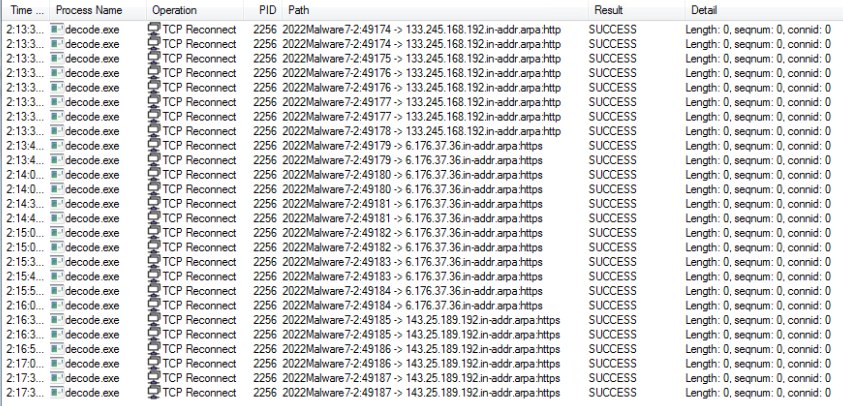 Time ... Process Name Operation PID Path Result Detail
2:13:3... decode.exe TCP Reconnect 2256 2022Malware7-2:49174 -> 133.245.168.192.in-addr.arpa:http SUCCESS Length: 0, seqnum: 0, connid: 0
2:13:3... decode.exe TCP Reconnect 2256 2022Malware7-2:49174 -> 133.245.168.192.in-addr.arpa:http SUCCESS Length: 0, seqnum: 0, connid: 0
2:13:3... decode.exe TCP Reconnect 2256 2022Malware7-2:49175 -> 133.245.168.192.in-addr.arpa:http SUCCESS Length: 0, seqnum: 0, connid: 0
2:13:3... decode.exe TCP Reconnect 2256 2022Malware7-2:49176 -> 133.245.168.192.in-addr.arpa:http SUCCESS Length: 0, seqnum: 0, connid: 0
2:13:3... decode.exe TCP Reconnect 2256 2022Malware7-2:49176 -> 133.245.168.192.in-addr.arpa:http SUCCESS Length: 0, seqnum: 0, connid: 0
2:13:3... decode.exe TCP Reconnect 2256 2022Malware7-2:49177 -> 133.245.168.192.in-addr.arpa:http SUCCESS Length: 0, seqnum: 0, connid: 0
2:13:3... decode.exe TCP Reconnect 2256 2022Malware7-2:49177 -> 133.245.168.192.in-addr.arpa:http SUCCESS Length: 0, seqnum: 0, connid: 0
2:13:3... decode.exe TCP Reconnect 2256 2022Malware7-2:49178 -> 133.245.168.192.in-addr.arpa:http SUCCESS Length: 0, seqnum: 0, connid: 0
2:13:4... decode.exe TCP Reconnect 2256 2022Malware7-2:49179 -> 6.176.37.36.in-addr.arpa:https SUCCESS Length: 0, seqnum: 0, connid: 0
2:13:4... decode.exe TCP Reconnect 2256 2022Malware7-2:49179 -> 6.176.37.36.in-addr.arpa:https SUCCESS Length: 0, seqnum: 0, connid: 0
2:14:0... decode.exe TCP Reconnect 2256 2022Malware7-2:49180 -> 6.176.37.36.in-addr.arpa:https SUCCESS Length: 0, seqnum: 0, connid: 0
2:14:0... decode.exe TCP Reconnect 2256 2022Malware7-2:49180 -> 6.176.37.36.in-addr.arpa:https SUCCESS Length: 0, seqnum: 0, connid: 0
2:14:3... decode.exe TCP Reconnect 2256 2022Malware7-2:49181 -> 6.176.37.36.in-addr.arpa:https SUCCESS Length: 0, seqnum: 0, connid: 0
2:14:4... decode.exe TCP Reconnect 2256 2022Malware7-2:49181 -> 6.176.37.36.in-addr.arpa:https SUCCESS Length: 0, seqnum: 0, connid: 0
2:15:0... decode.exe TCP Reconnect 2256 2022Malware7-2:49182 -> 6.176.37.36.in-addr.arpa:https SUCCESS Length: 0, seqnum: 0, connid: 0
2:15:0... decode.exe TCP Reconnect 2256 2022Malware7-2:49182 -> 6.176.37.36.in-addr.arpa:https SUCCESS Length: 0, seqnum: 0, connid: 0
2:15:3... decode.exe TCP Reconnect 2256 2022Malware7-2:49183 -> 6.176.37.36.in-addr.arpa:https SUCCESS Length: 0, seqnum: 0, connid: 0
2:15:4... decode.exe TCP Reconnect 2256 2022Malware7-2:49183 -> 6.176.37.36.in-addr.arpa:https SUCCESS Length: 0, seqnum: 0, connid: 0
2:15:5... decode.exe TCP Reconnect 2256 2022Malware7-2:49184 -> 6.176.37.36.in-addr.arpa:https SUCCESS Length: 0, seqnum: 0, connid: 0
2:16:0... decode.exe TCP Reconnect 2256 2022Malware7-2:49184 -> 6.176.37.36.in-addr.arpa:https SUCCESS Length: 0, seqnum: 0, connid: 0
2:16:3... decode.exe TCP Reconnect 2256 2022Malware7-2:49185 -> 143.25.189.192.in-addr.arpa:https SUCCESS Length: 0, seqnum: 0, connid: 0
2:16:3... decode.exe TCP Reconnect 2256 2022Malware7-2:49185 -> 143.25.189.192.in-addr.arpa:https SUCCESS Length: 0, seqnum: 0, connid: 0
2:16:5... decode.exe TCP Reconnect 2256 2022Malware7-2:49186 -> 143.25.189.192.in-addr.arpa:https SUCCESS Length: 0, seqnum: 0, connid: 0
2:17:0... decode.exe TCP Reconnect 2256 2022Malware7-2:49186 -> 143.25.189.192.in-addr.arpa:https SUCCESS Length: 0, seqnum: 0, connid: 0
2:17:3... decode.exe TCP Reconnect 2256 2022Malware7-2:49187 -> 143.25.189.192.in-addr.arpa:https SUCCESS Length: 0, seqnum: 0, connid: 0
2:17:3... decode.exe TCP Reconnect 2256 2022Malware7-2:49187 -> 143.25.189.192.in-addr.arpa:https SUCCESS Length: 0, seqnum: 0, connid: 0